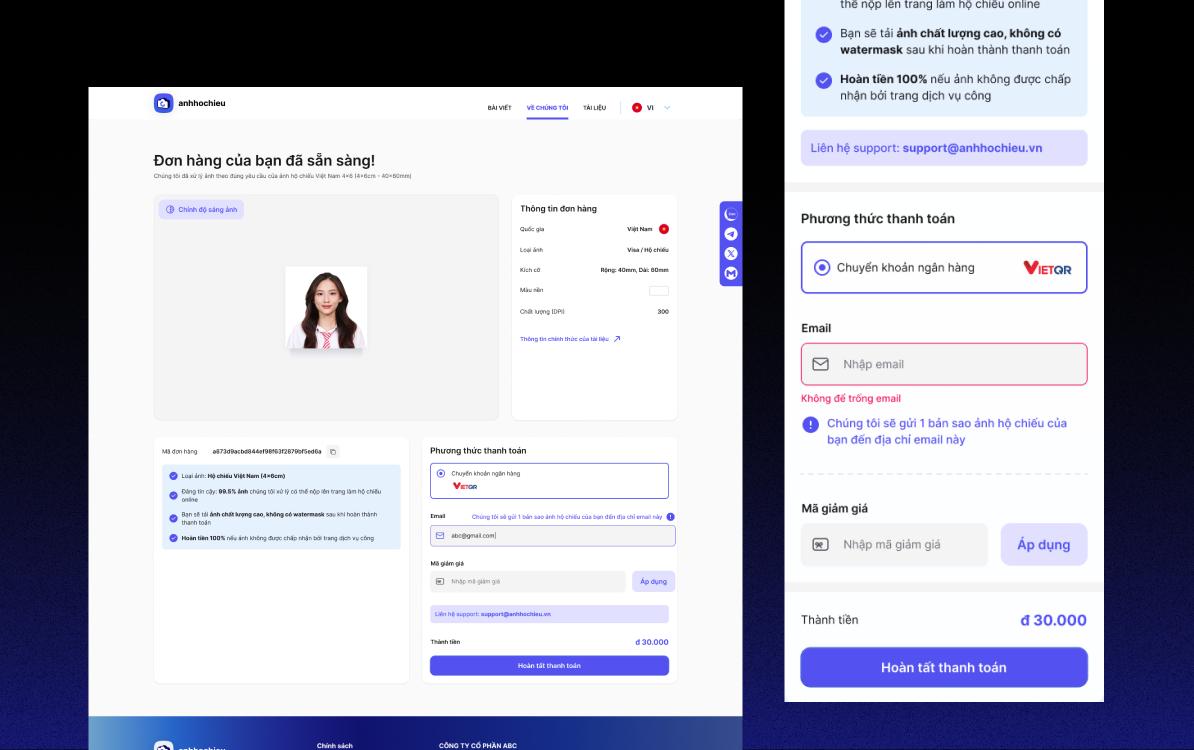 anhhochieu
BÀI VIẾT
VỀ CHÚNG TÔI
TÀI LIỆU
VI
Đơn hàng của bạn đã sẵn sàng!
Chúng tôi đã xử lý ảnh theo đúng yêu cầu của ảnh hộ chiếu Việt Nam 4x6 (4x6cm - 40x60mm)
Chỉnh độ sáng ảnh
Thông tin đơn hàng
Quốc gia
Việt Nam
Loại ảnh
Visa / Hộ chiếu
Kích cỡ
Rộng: 40mm, Dài: 60mm
Màu nền
Chất lượng (DPI)
300
Thông tin chính thức của tài liệu
Mã đơn hàng
a673d9acbd844ef98f63f2879bf5ed6a
Loại ảnh: Hộ chiếu Việt Nam (4x6cm)
Đáng tin cậy: 99.5% ảnh chúng tôi xử lý có thể nộp lên trang làm hộ chiếu
online
Bạn sẽ tải ảnh chất lượng cao, không có watermask sau khi hoàn thành
thanh toán
Hoàn tiền 100% nếu ảnh không được chấp nhận bởi trang dịch vụ công
Phương thức thanh toán
Chuyển khoản ngân hàng
VIETQR
Email
Chúng tôi sẽ gửi 1 bản sao ảnh hộ chiếu của bạn đến địa chỉ email này
abc@gmail.com
Mã giảm giá
Nhập mã giảm giá
Áp dụng
Liên hệ support: support@anhhochieu.vn
Thành tiền
đ 30.000
Hoàn tất thanh toán
anhhochieu
Chính sách
CÔNG TY CỔ PHẦN ABC
thể nộp lên trang làm hộ chiếu online
Bạn sẽ tải ảnh chất lượng cao, không có
watermask sau khi hoàn thành thanh toán
Hoàn tiền 100% nếu ảnh không được chấp
nhận bởi trang dịch vụ công
Liên hệ support: support@anhhochieu.vn
Phương thức thanh toán
Chuyển khoản ngân hàng
VIETQR
Email
Nhập email
Không để trống email
Chúng tôi sẽ gửi 1 bản sao ảnh hộ chiếu của
bạn đến địa chỉ email này
Mã giảm giá
Nhập mã giảm giá
Áp dụng
Thành tiền
đ 30.000
Hoàn tất thanh toán